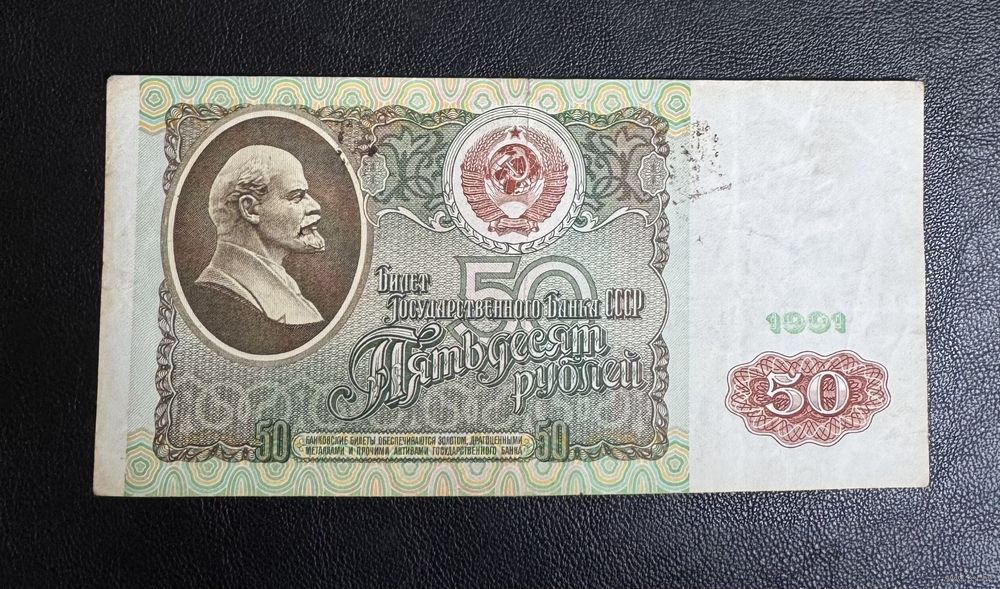 50
Билет
Государственного Банка СССР
Пятьдесят
рублей
1991
50
50
БАНКОВСКИЕ БИЛЕТЫ ОБЕСПЕЧИВАЮТСЯ ЗОЛОТОМ, ДРАГОЦЕННЫМИ
МЕТАЛЛАМИ И ПРОЧИМИ АКТИВАМИ ГОСУДАРСТВЕННОГО БАНКА
50